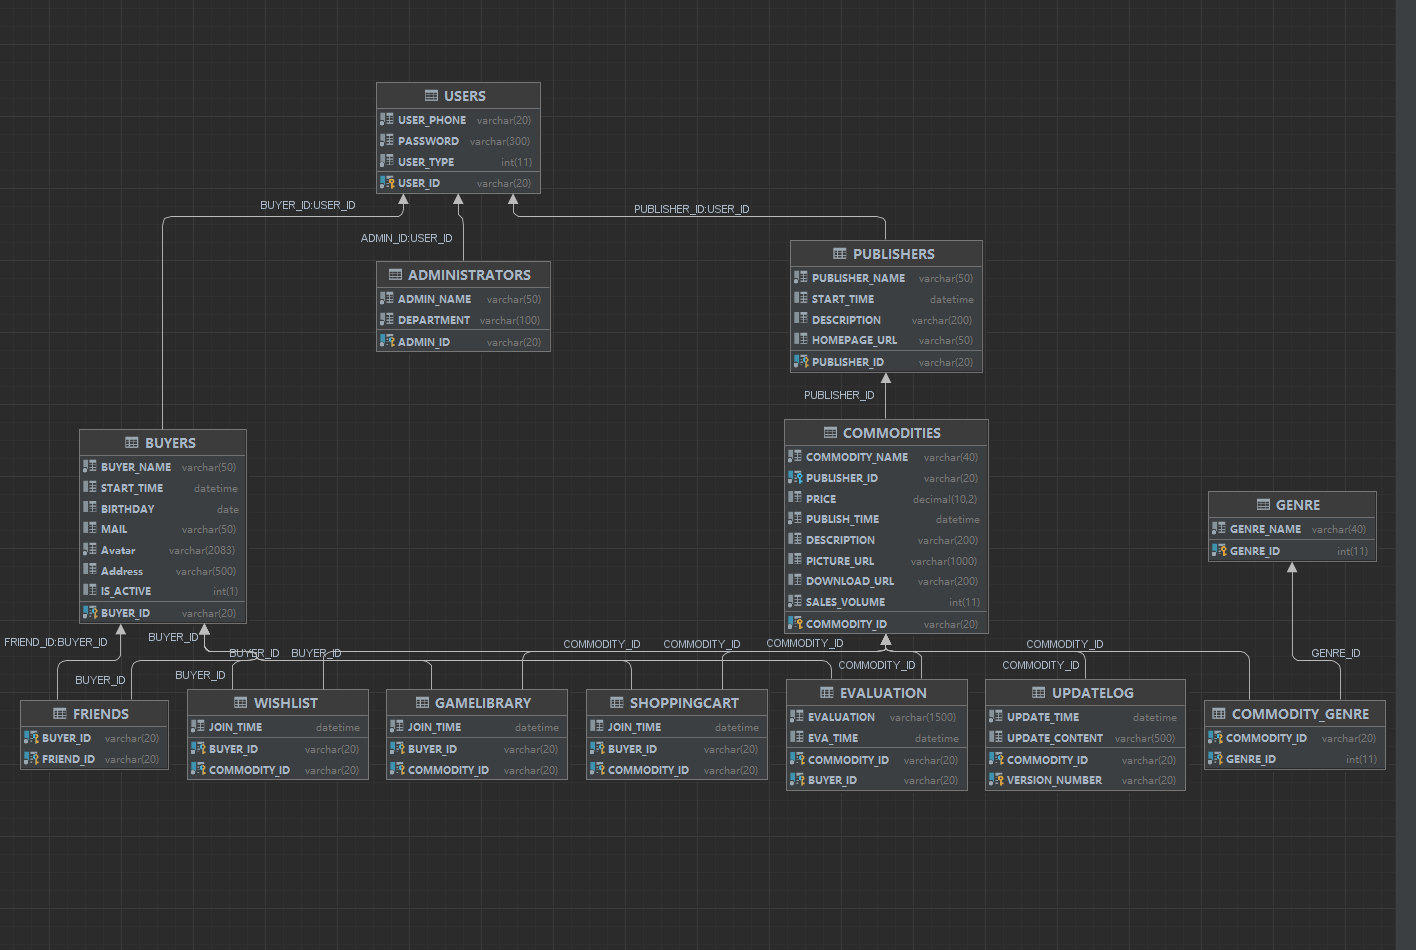 USERS
USER_PHONE varchar(20)
PASSWORD varchar(300)
USER_TYPE int(11)
USER_ID varchar(20)
BUYER_ID:USER_ID
PUBLISHER_ID:USER_ID
ADMIN_ID:USER_ID
ADMINISTRATORS
ADMIN_NAME varchar(50)
DEPARTMENT varchar(100)
ADMIN_ID varchar(20)
PUBLISHERS
PUBLISHER_NAME varchar(50)
START_TIME datetime
DESCRIPTION varchar(200)
HOMEPAGE_URL varchar(50)
PUBLISHER_ID varchar(20)
PUBLISHER_ID
BUYERS
BUYER_NAME varchar(50)
START_TIME datetime
BIRTHDAY date
MAIL varchar(50)
Avatar varchar(2083)
Address varchar(500)
IS_ACTIVE int(1)
BUYER_ID varchar(20)
COMMODITIES
COMMODITY_NAME varchar(40)
PUBLISHER_ID varchar(20)
PRICE decimal(10,2)
PUBLISH_TIME datetime
DESCRIPTION varchar(200)
PICTURE_URL varchar(1000)
DOWNLOAD_URL varchar(200)
SALES_VOLUME int(11)
COMMODITY_ID varchar(20)
GENRE
GENRE_NAME varchar(40)
GENRE_ID int(11)
FRIEND_ID:BUYER_ID
BUYER_ID
BUYER_ID
BUYER_ID
COMMODITY_ID
COMMODITY_ID
COMMODITY_ID
COMMODITY_ID
GENRE_ID
BUYER_ID
BUYER_ID
COMMODITY_ID
COMMODITY_ID
FRIENDS
BUYER_ID varchar(20)
FRIEND_ID varchar(20)
WISHLIST
JOIN_TIME datetime
BUYER_ID varchar(20)
COMMODITY_ID varchar(20)
GAMELIBRARY
JOIN_TIME datetime
BUYER_ID varchar(20)
COMMODITY_ID varchar(20)
SHOPPINGCART
JOIN_TIME datetime
BUYER_ID varchar(20)
COMMODITY_ID varchar(20)
EVALUATION
EVALUATION varchar(1500)
EVA_TIME datetime
COMMODITY_ID varchar(20)
BUYER_ID varchar(20)
UPDATELOG
UPDATE_TIME datetime
UPDATE_CONTENT varchar(500)
COMMODITY_ID varchar(20)
VERSION_NUMBER varchar(20)
COMMODITY_GENRE
COMMODITY_ID varchar(20)
GENRE_ID int(11)